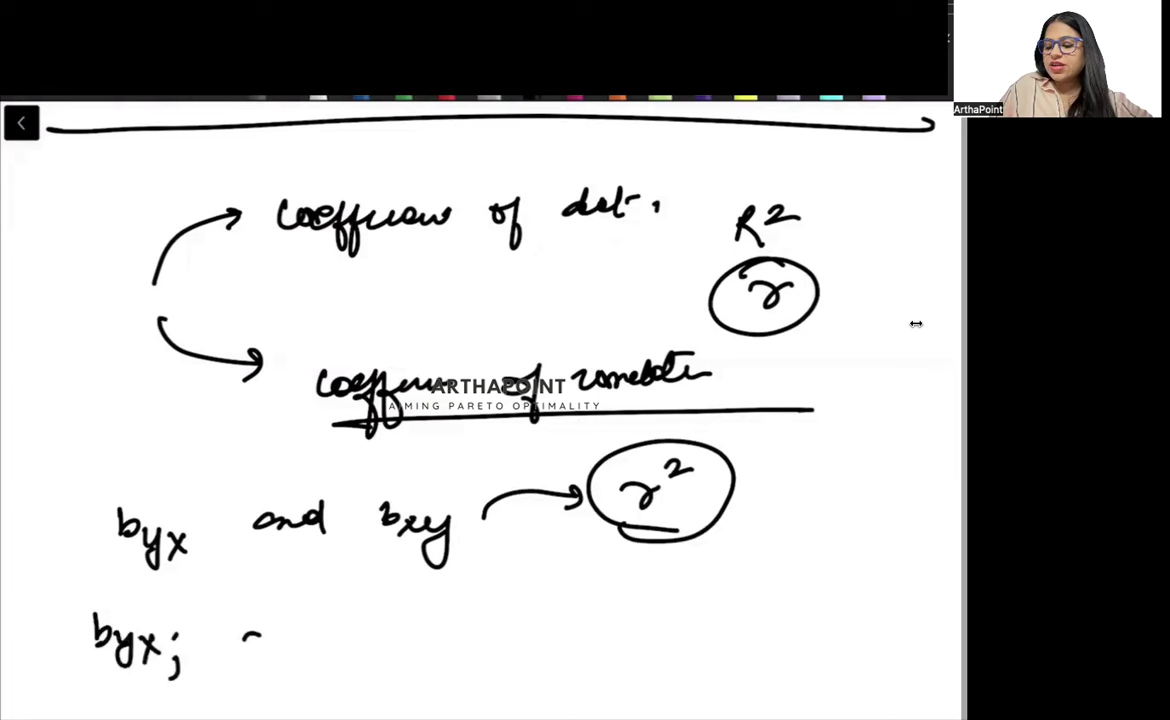 ArthaPoint
coefficient of det.
R²
r
coefficient of correlation
ARTHAPOINT
AIMING PARETO OPTIMALITY
byx and bxy → r²
byx;